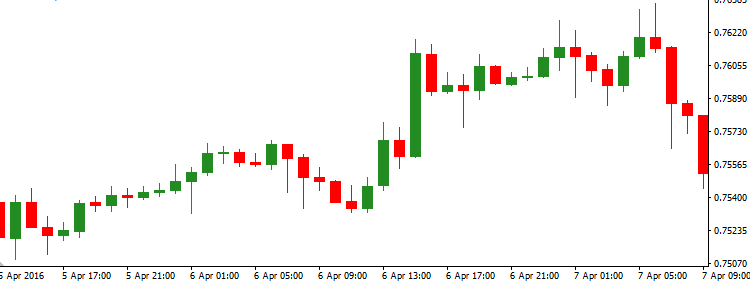 0.76220
0.76055
0.75890
0.75730
0.75565
0.75400
0.75235
0.75070
5 Apr 2016
5 Apr 17:00
5 Apr 21:00
6 Apr 01:00
6 Apr 05:00
6 Apr 09:00
6 Apr 13:00
6 Apr 17:00
6 Apr 21:00
7 Apr 01:00
7 Apr 05:00
7 Apr 09:00